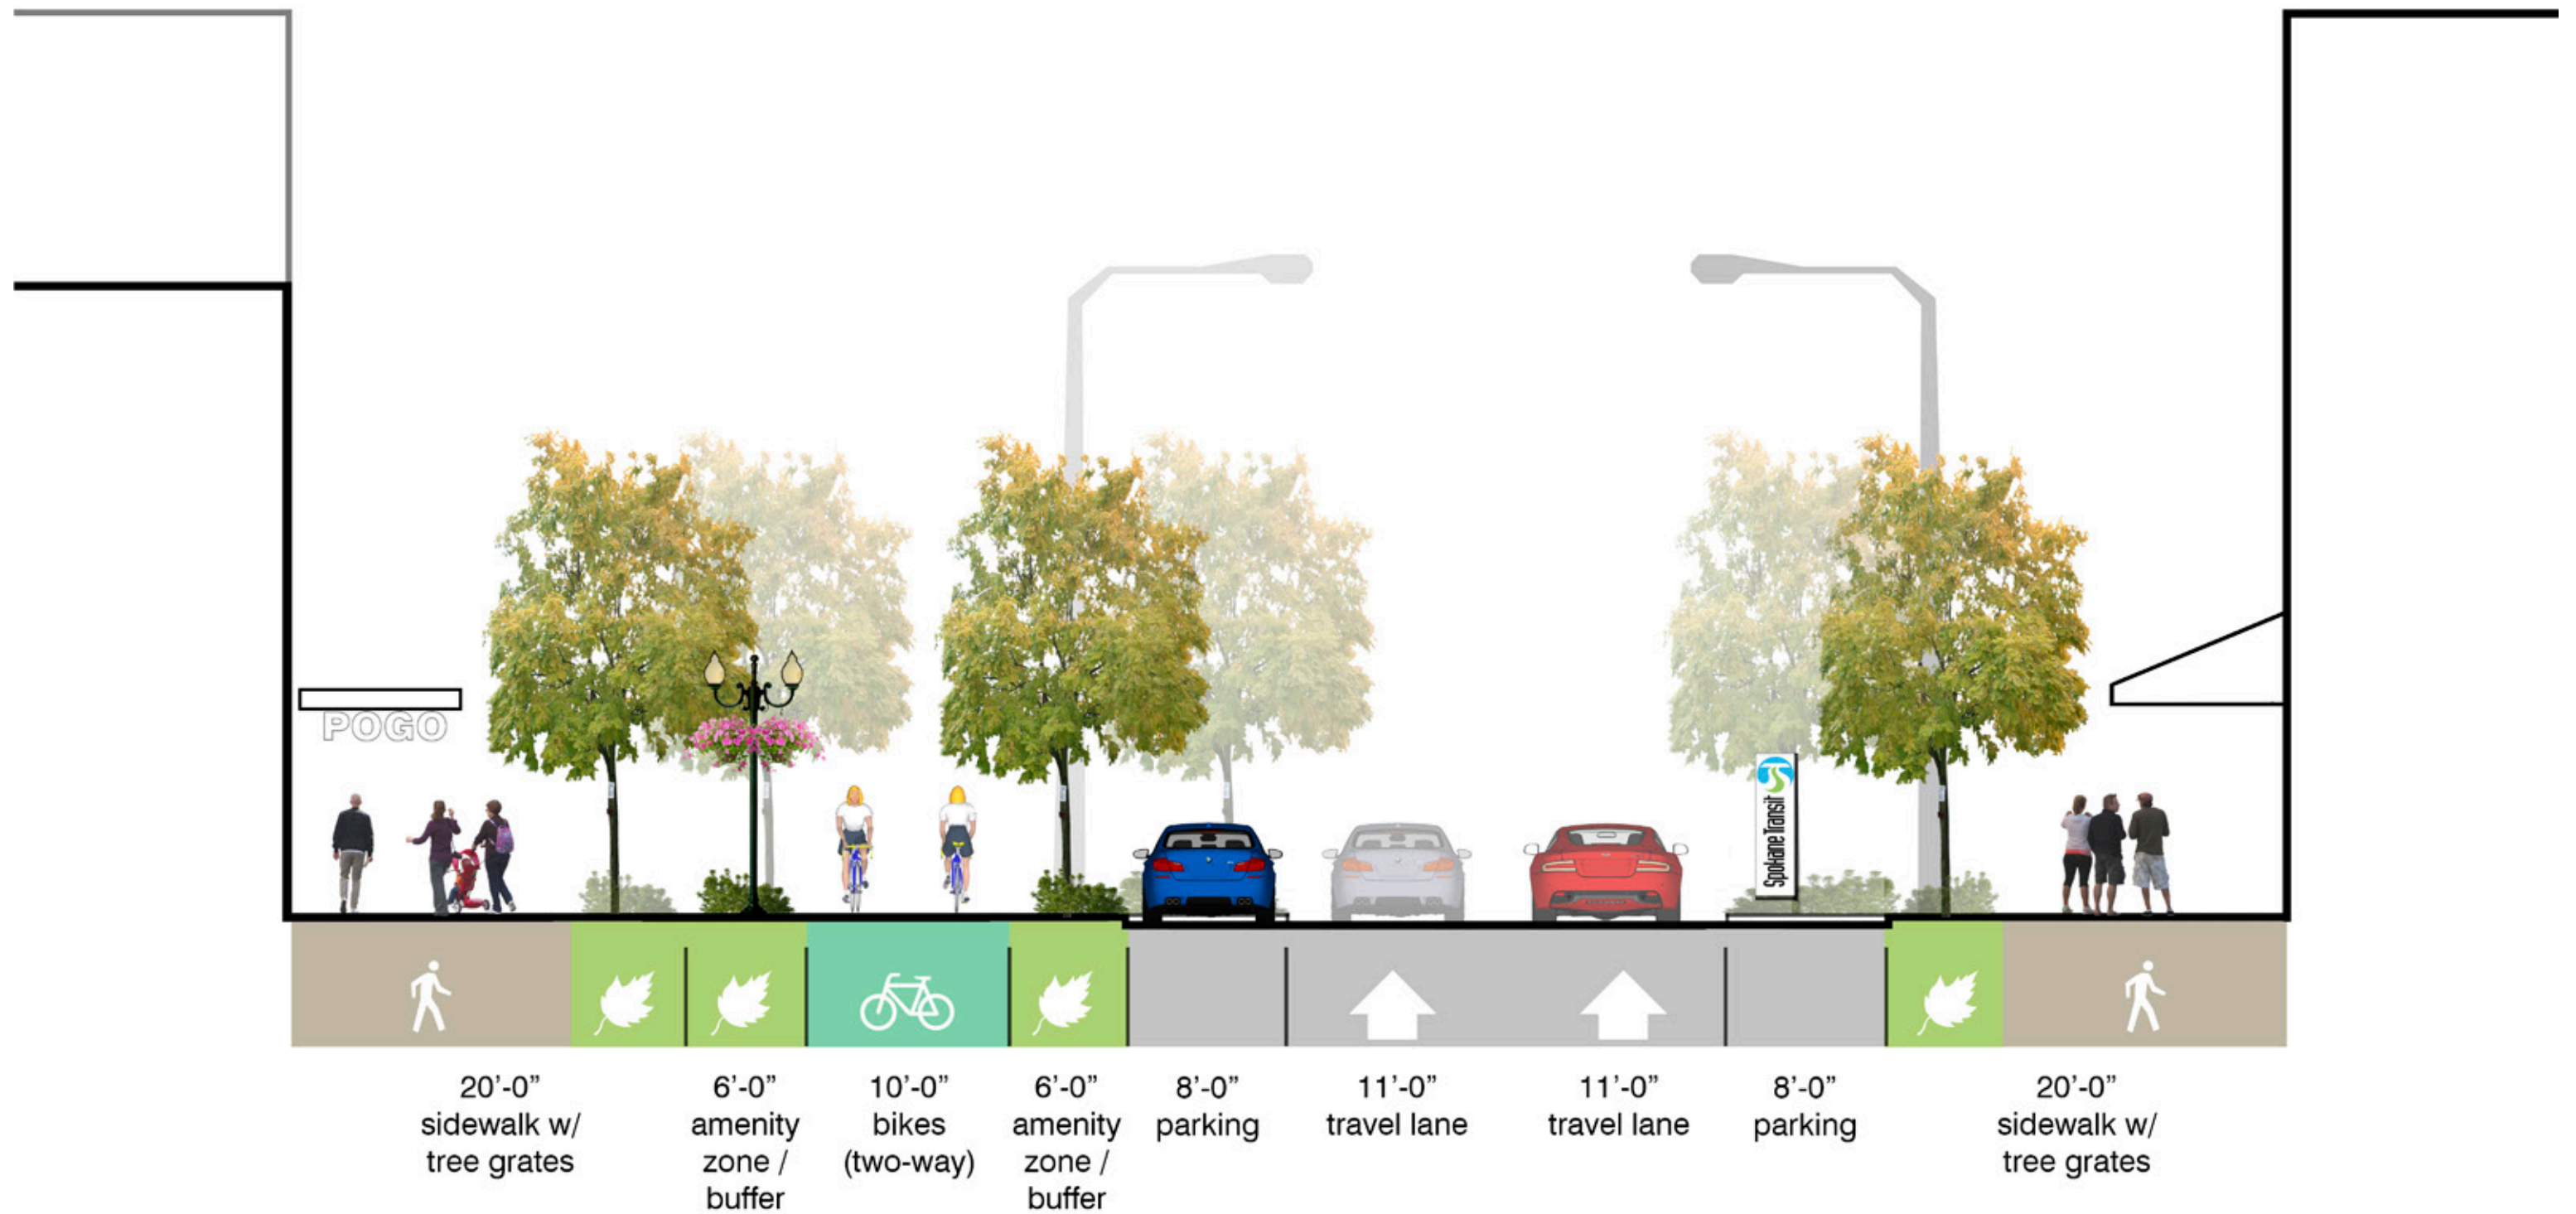 POGO
Spokane Transit
20’-0”
sidewalk w/
tree grates
6’-0”
amenity
zone /
buffer
10’-0”
bikes
(two-way)
6’-0”
amenity
zone /
buffer
8’-0”
parking
11’-0”
travel lane
11’-0”
travel lane
8’-0”
parking
20’-0”
sidewalk w/
tree grates